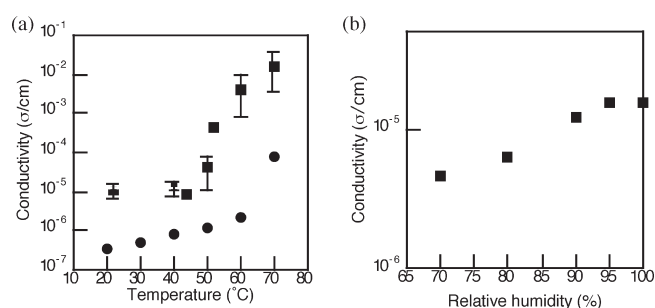 (a)
10⁻¹
10⁻²
10⁻³
10⁻⁴
10⁻⁵
10⁻⁶
10⁻⁷
Conductivity (σ/cm)
10 20 30 40 50 60 70 80
Temperature (˚C)
(b)
Conductivity (σ/cm)
10⁻⁵
10⁻⁶
65 70 75 80 85 90 95 100
Relative humidity (%)